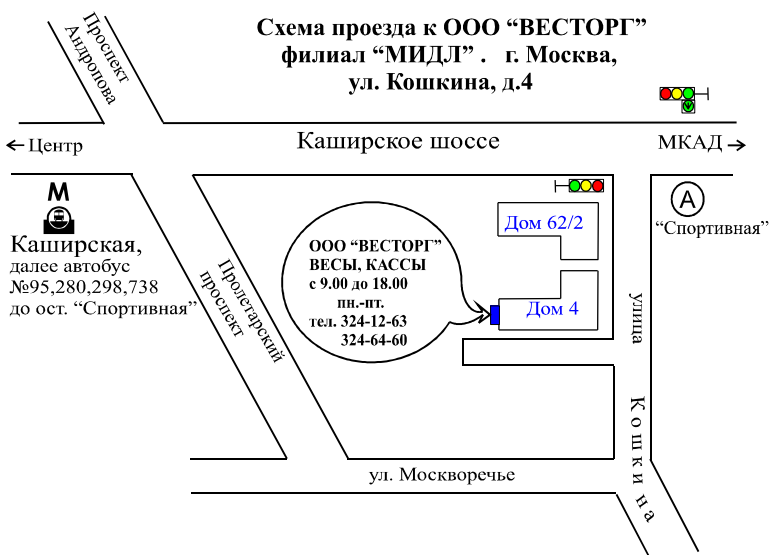 Схема проезда к ООО “ВЕСТОРГ”
филиал “МИДЛ” . г. Москва,
ул. Кошкина, д.4
Проспект
Андропова
Центр
Каширское шоссе
МКАД
М
Каширская,
далее автобус
№95,280,298,738
до ост. “Спортивная”
А
“Спортивная”
Дом 62/2
ООО “ВЕСТОРГ”
ВЕСЫ, КАССЫ
с 9.00 до 18.00
пн.-пт.
тел. 324-12-63
324-64-60
Дом 4
Пролетарский
проспект
улица Кошкина
ул. Москворечье